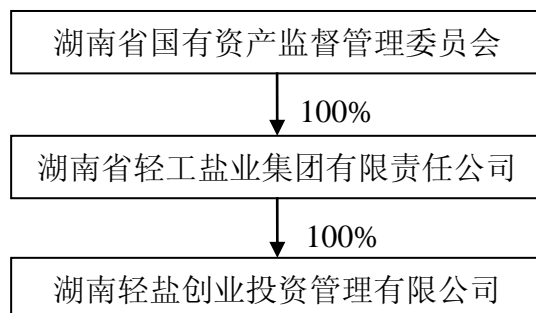 湖南省国有资产监督管理委员会
100%
湖南省轻工盐业集团有限责任公司
100%
湖南轻盐创业投资管理有限公司